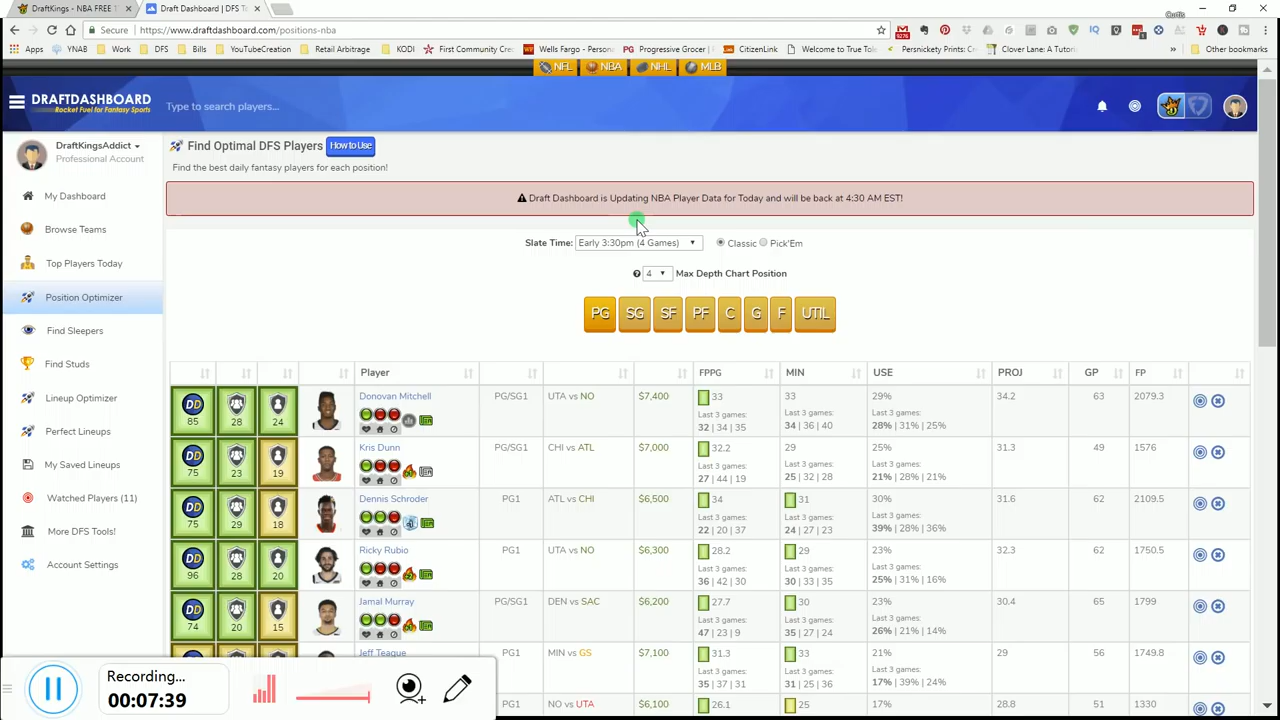 DraftKings - NBA FREE
Draft Dashboard | DFS T
Curtis
Secure
https://www.draftdashboard.com/positions-nba
Apps YNAB Work DFS Bills YouTubeCreation Retail Arbitrage KODI First Community Cre Wells Fargo - Persona Progressive Grocer CitizenLink Welcome to True Tole Persnickety Prints: C Clover Lane: A Tutori Other bookmarks
NFL NBA NHL MLB
DRAFTDASHBOARD
Rocket Fuel for Fantasy Sports
Type to search players...
DraftKingsAddict
Professional Account
My Dashboard
Browse Teams
Top Players Today
Position Optimizer
Find Sleepers
Find Studs
Lineup Optimizer
Perfect Lineups
My Saved Lineups
Watched Players (11)
More DFS Tools!
Account Settings
Find Optimal DFS Players How to Use
Find the best daily fantasy players for each position!
Draft Dashboard is Updating NBA Player Data for Today and will be back at 4:30 AM EST!
Slate Time: Early 3:30pm (4 Games) Classic Pick'Em
4 Max Depth Chart Position
PG SG SF PF C G F UTIL
Player FPPG MIN USE PROJ GP FP
DD 85 28 24 Donovan Mitchell PG/SG1 UTA vs NO $7,400 33 33 29% 34.2 63 2079.3
Last 3 games: Last 3 games: Last 3 games:
32 | 34 | 35 34 | 36 | 40 28% | 31% | 25%
DD 75 23 19 Kris Dunn PG/SG1 CHI vs ATL $7,000 32.2 29 25% 31.3 49 1576
Last 3 games: Last 3 games: Last 3 games:
27 | 44 | 19 25 | 32 | 28 21% | 28% | 21%
DD 75 29 18 Dennis Schroder PG1 ATL vs CHI $6,500 34 31 30% 31.6 62 2109.5
Last 3 games: Last 3 games: Last 3 games:
22 | 20 | 37 24 | 27 | 23 39% | 28% | 36%
DD 96 28 20 Ricky Rubio PG1 UTA vs NO $6,300 28.2 29 23% 32.3 62 1750.5
Last 3 games: Last 3 games: Last 3 games:
36 | 42 | 30 30 | 33 | 35 25% | 31% | 16%
DD 74 20 15 Jamal Murray PG/SG1 DEN vs SAC $6,200 27.7 30 23% 30.4 65 1799
Last 3 games: Last 3 games: Last 3 games:
47 | 23 | 9 35 | 27 | 24 26% | 21% | 14%
Jeff Teague PG1 MIN vs GS $7,100 31.3 33 21% 29 56 1749.8
Last 3 games: Last 3 games: Last 3 games:
35 | 37 | 31 31 | 25 | 36 17% | 39% | 24%
PG1 NO vs UTA $6,100 26.1 25 17% 28.8 51 1330
Last 3 games: Last 3 games: Last 3 games:
Recording...
00:07:39